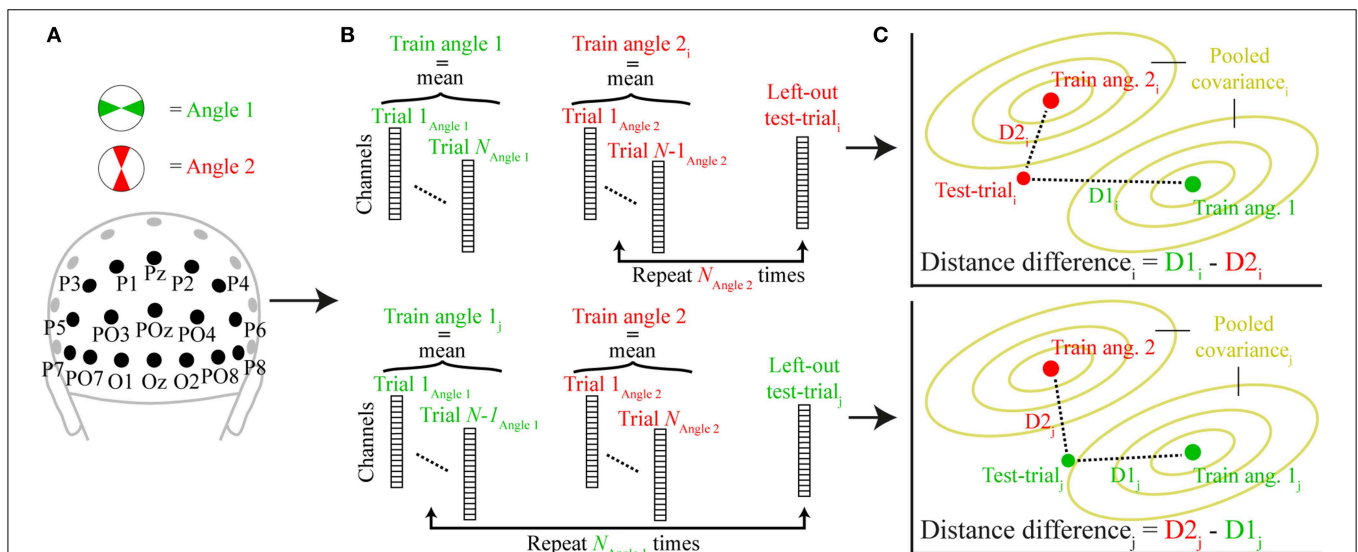 A
= Angle 1
= Angle 2
Pz
P3 P1 P2 P4
P5 PO3 POz PO4 P6
P7 PO7 O1 Oz O2 PO8 P8
B
Train angle 1
=
mean
Trial 1Angle 1
Trial NAngle 1
Channels
Train angle 2i
=
mean
Trial 1Angle 2
Trial N-1Angle 2
Left-out
test-triali
Repeat NAngle 2 times
Train angle 1j
=
mean
Trial 1Angle 1
Trial N-1Angle 1
Channels
Train angle 2
=
mean
Trial 1Angle 2
Trial NAngle 2
Left-out
test-trialj
Repeat NAngle 1 times
C
Pooled
covariancei
Train ang. 2i
D2i
Test-triali
D1i
Train ang. 1
Distance differencei = D1i - D2i
Pooled
covariancej
Train ang. 2
D2j
Test-trialj
D1j
Train ang. 1j
Distance differencej = D2j - D1j